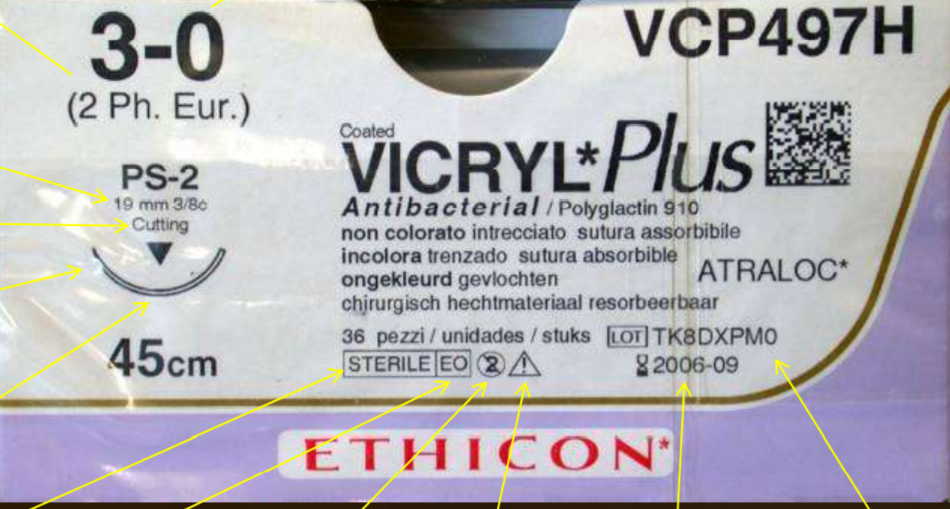 3-0
(2 Ph. Eur.)
PS-2
19 mm 3/8c
Cutting
45cm
VCP497H
Coated
VICRYL* Plus
Antibacterial / Polyglactin 910
non colorato intrecciato sutura assorbibile
incolora trenzado sutura absorbible
ongekleurd gevlochten
ATRALOC*
chirurgisch hechtmateriaal resorbeerbaar
36 pezzi / unidades / stuks LOT TK8DXPM0
STERILE EO 2 2006-09
ETHICON*